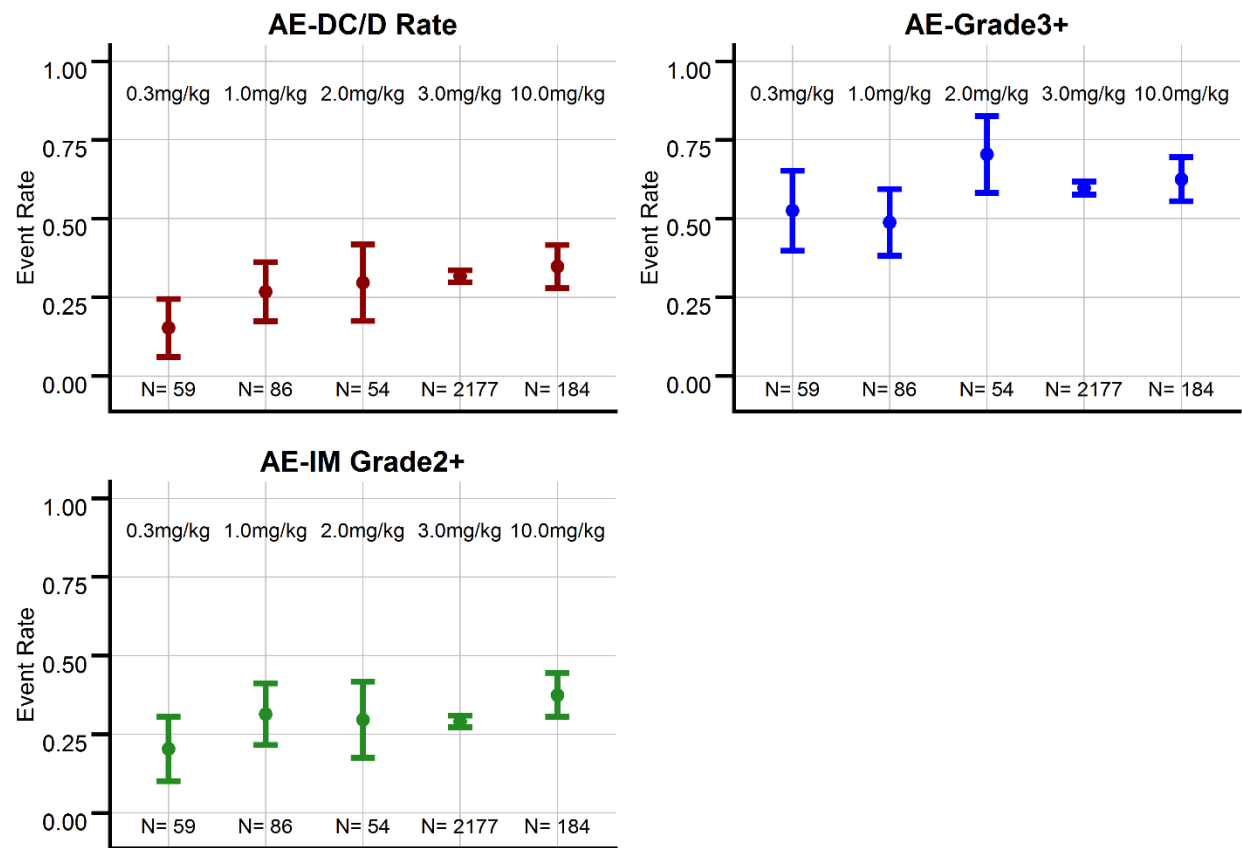 AE-DC/D Rate
1.00
0.3mg/kg 1.0mg/kg 2.0mg/kg 3.0mg/kg 10.0mg/kg
0.75
Event Rate
0.50
0.25
0.00
N= 59 N= 86 N= 54 N= 2177 N= 184
AE-Grade3+
1.00
0.3mg/kg 1.0mg/kg 2.0mg/kg 3.0mg/kg 10.0mg/kg
0.75
Event Rate
0.50
0.25
0.00
N= 59 N= 86 N= 54 N= 2177 N= 184
AE-IM Grade2+
1.00
0.3mg/kg 1.0mg/kg 2.0mg/kg 3.0mg/kg 10.0mg/kg
0.75
Event Rate
0.50
0.25
0.00
N= 59 N= 86 N= 54 N= 2177 N= 184